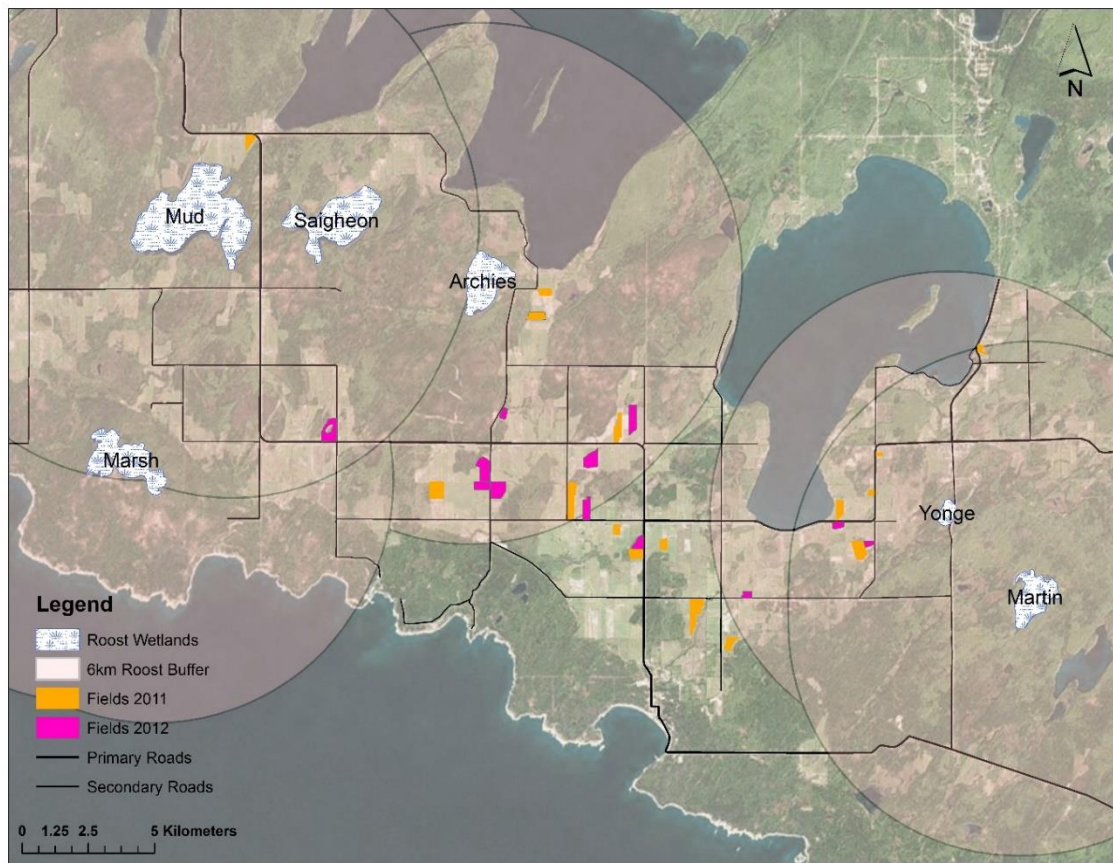 N
Mud
Saigheon
Archies
Marsh
Yonge
Martin
Legend
Roost Wetlands
6km Roost Buffer
Fields 2011
Fields 2012
Primary Roads
Secondary Roads
0 1.25 2.5 5 Kilometers